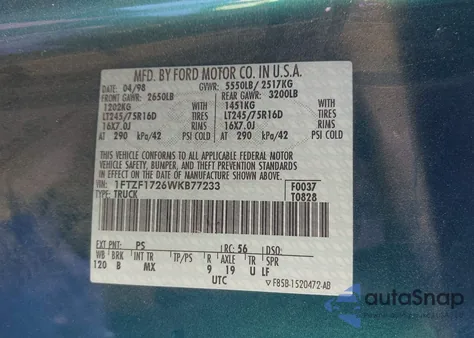 MFD. BY FORD MOTOR CO. IN U.S.A.
DATE: 04/98 GVWR: 5550LB/ 2517KG
FRONT GAWR: 2650LB REAR GAWR: 3200LB
1202KG WITH 1451KG WITH
LT245/75R16D TIRES LT245/75R16D TIRES
16X7.0J RIMS 16X7.0J RIMS
AT 290 kPa/42 PSI COLD AT 290 kPa/42 PSI COLD
THIS VEHICLE CONFORMS TO ALL APPLICABLE FEDERAL MOTOR
VEHICLE SAFETY, BUMPER, AND THEFT PREVENTION STANDARDS IN
EFFECT ON THE DATE OF MANUFACTURE SHOWN ABOVE.
VIN: 1FTZF1726WKB77233 F0037
TYPE: TRUCK T0828
EXT PNT: PS RC: 56 DSO:
WB BRK INT TR TP/PS R AXLE TR SPR
120 B MX 9 19 U LF
UTC ▽ F85B-1520472-AB
autoSnap